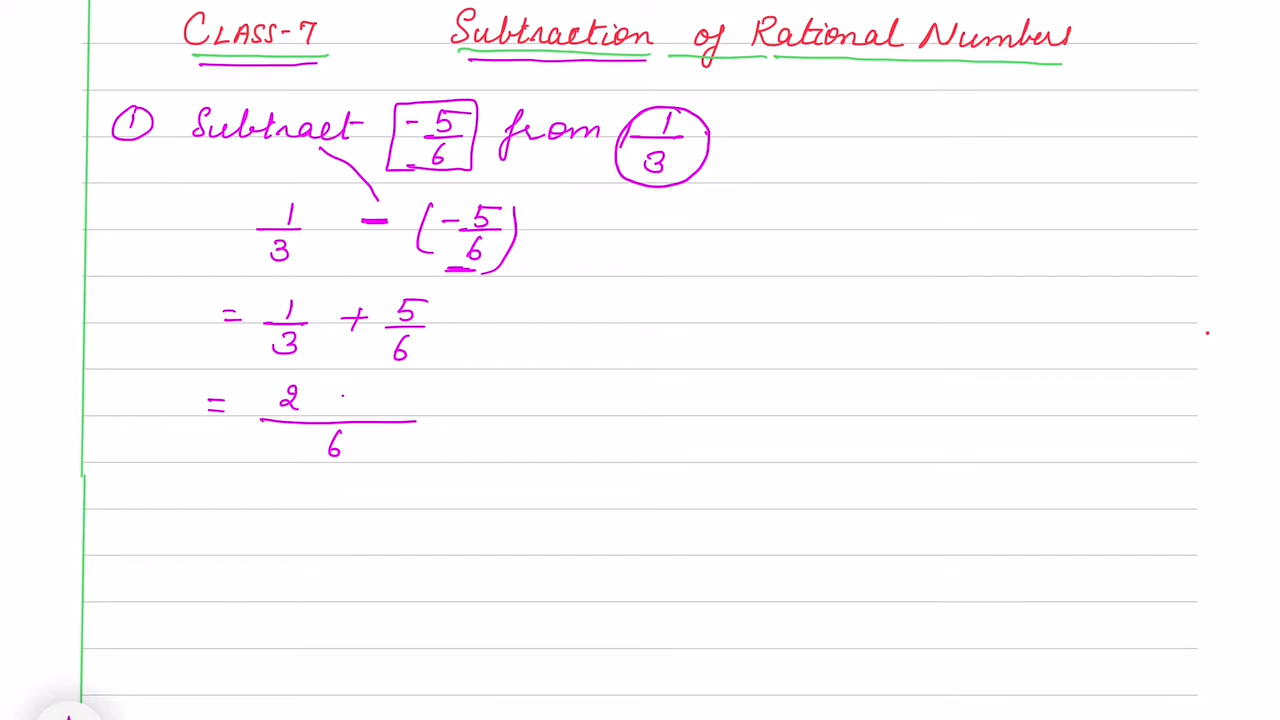 CLASS-7 Subtraction of Rational Numbers
① Subtract -5/6 from 1/3
1/3 - (-5/6)
= 1/3 + 5/6
= 2 /6